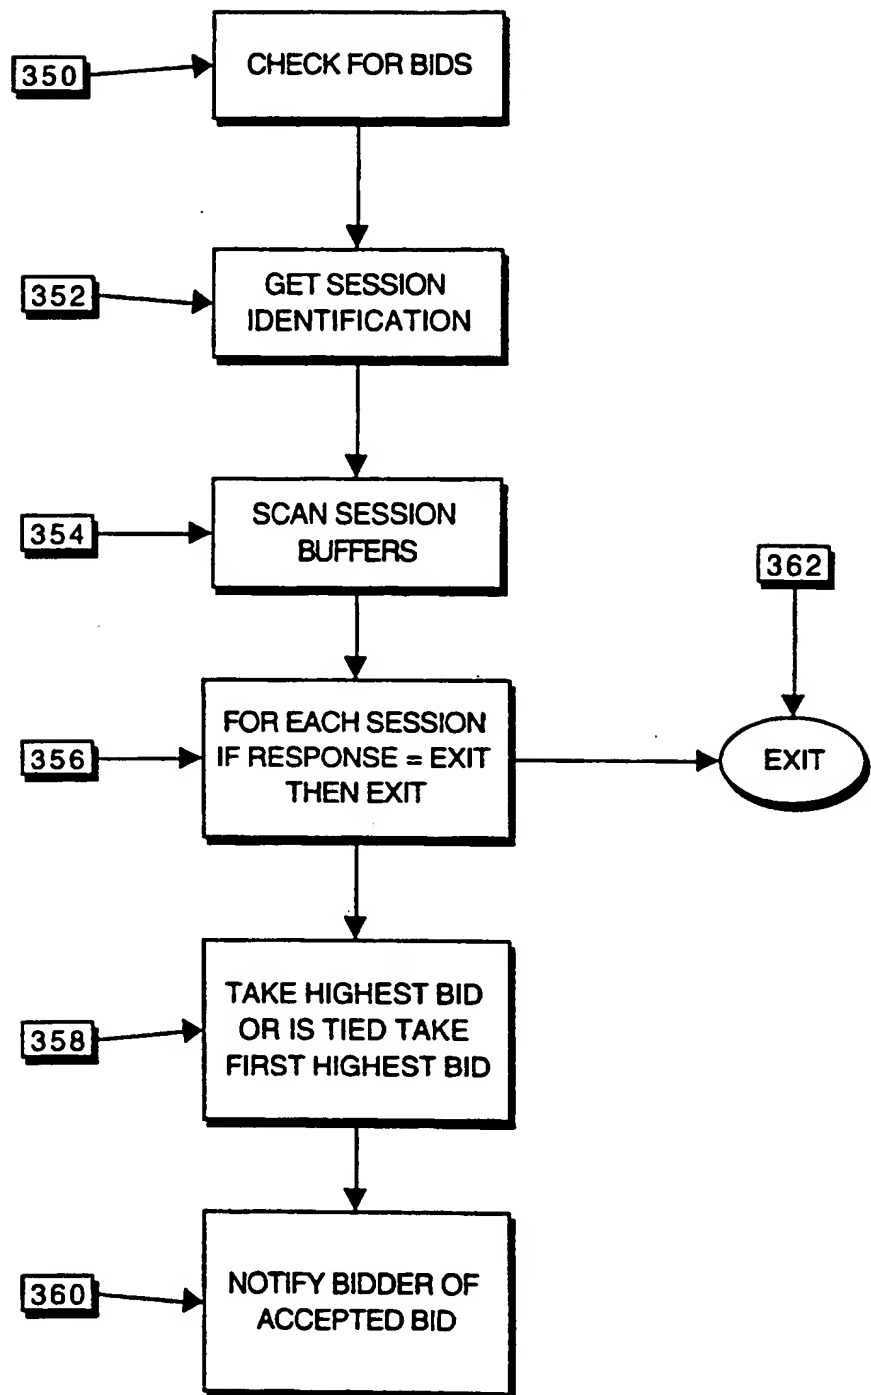 350
CHECK FOR BIDS
352
GET SESSION
IDENTIFICATION
354
SCAN SESSION
BUFFERS
362
356
FOR EACH SESSION
IF RESPONSE = EXIT
THEN EXIT
EXIT
358
TAKE HIGHEST BID
OR IS TIED TAKE
FIRST HIGHEST BID
360
NOTIFY BIDDER OF
ACCEPTED BID